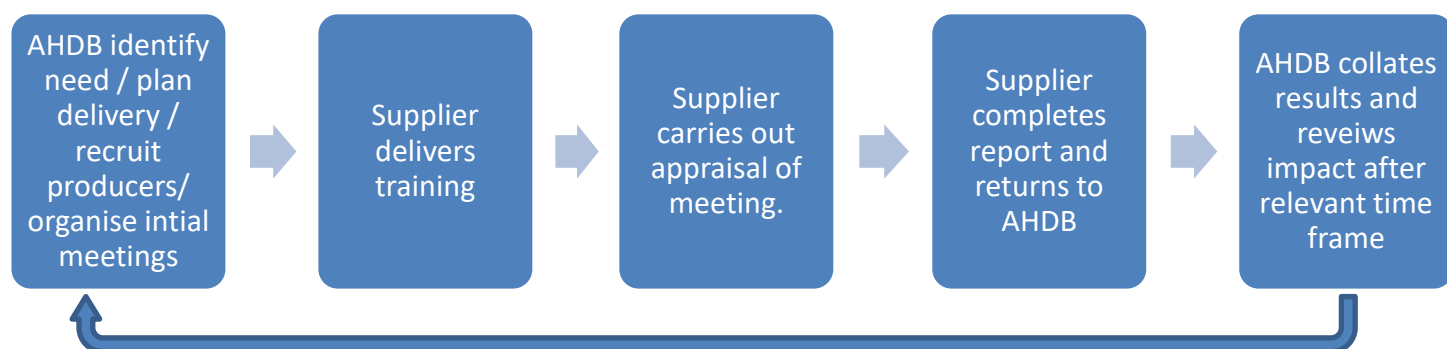 AHDB identify
need / plan
delivery /
recruit
producers/
organise intial
meetings
Supplier
delivers
training
Supplier
carries out
appraisal of
meeting.
Supplier
completes
report and
returns to
AHDB
AHDB collates
results and
reveiws
impact after
relevant time
frame